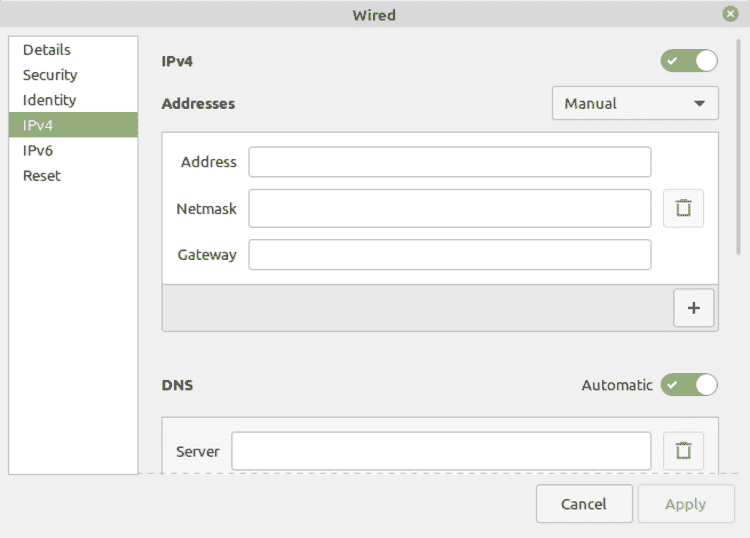 Wired
Details
Security
Identity
IPv4
IPv6
Reset
IPv4
Addresses
Manual
Address
Netmask
Gateway
+
DNS
Automatic
Server
Cancel
Apply